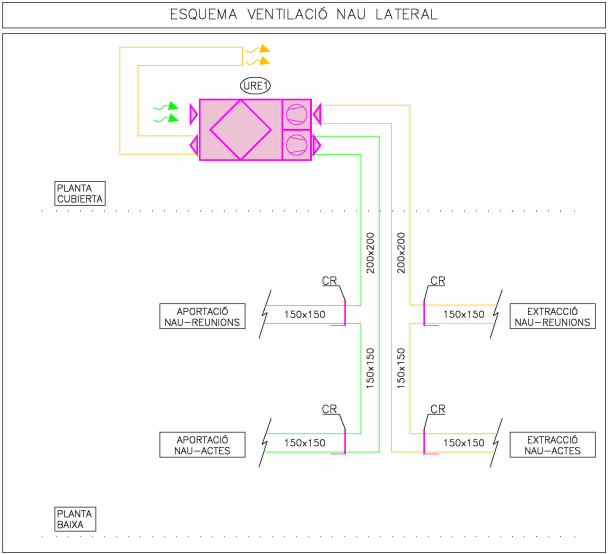 ESQUEMA VENTILACIÓ NAU LATERAL
URE1
PLANTA
CUBIERTA
200x200
200x200
CR
CR
APORTACIÓ
NAU-REUNIONS
150x150
150x150
EXTRACCIÓ
NAU-REUNIONS
150x150
150x150
CR
CR
APORTACIÓ
NAU-ACTES
150x150
150x150
EXTRACCIÓ
NAU-ACTES
PLANTA
BAIXA